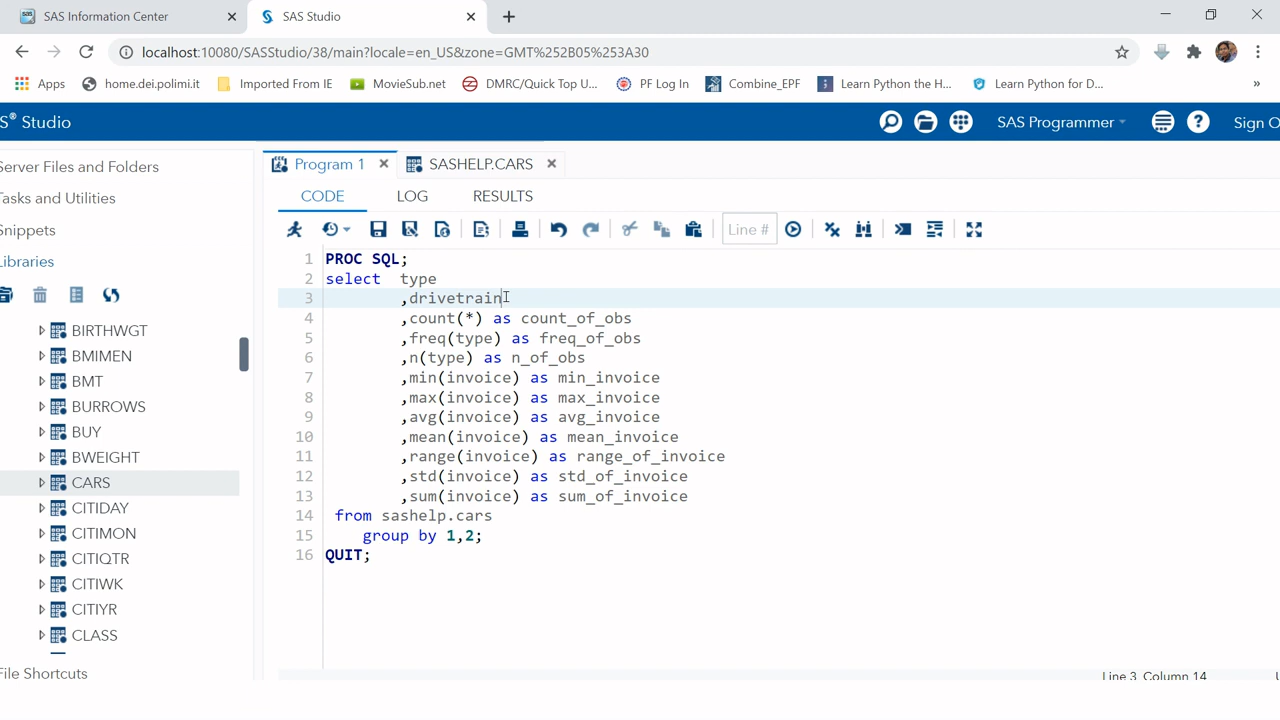 SAS Information Center
SAS Studio
localhost:10080/SASStudio/38/main?locale=en_US&zone=GMT%252B05%253A30
Apps home.dei.polimi.it Imported From IE MovieSub.net DMRC/Quick Top U... PF Log In Combine_EPF Learn Python the H... Learn Python for D... »
S® Studio
SAS Programmer
Sign O
Server Files and Folders
Tasks and Utilities
Snippets
Libraries
BIRTHWGT
BMIMEN
BMT
BURROWS
BUY
BWEIGHT
CARS
CITIDAY
CITIMON
CITIQTR
CITIWK
CITIYR
CLASS
File Shortcuts
Program 1 SASHELP.CARS
CODE LOG RESULTS
Line #
1 PROC SQL;
2 select  type
3 ,drivetrain
4 ,count(*) as count_of_obs
5 ,freq(type) as freq_of_obs
6 ,n(type) as n_of_obs
7 ,min(invoice) as min_invoice
8 ,max(invoice) as max_invoice
9 ,avg(invoice) as avg_invoice
10 ,mean(invoice) as mean_invoice
11 ,range(invoice) as range_of_invoice
12 ,std(invoice) as std_of_invoice
13 ,sum(invoice) as sum_of_invoice
14 from sashelp.cars
15 group by 1,2;
16 QUIT;
Line 3, Column 14